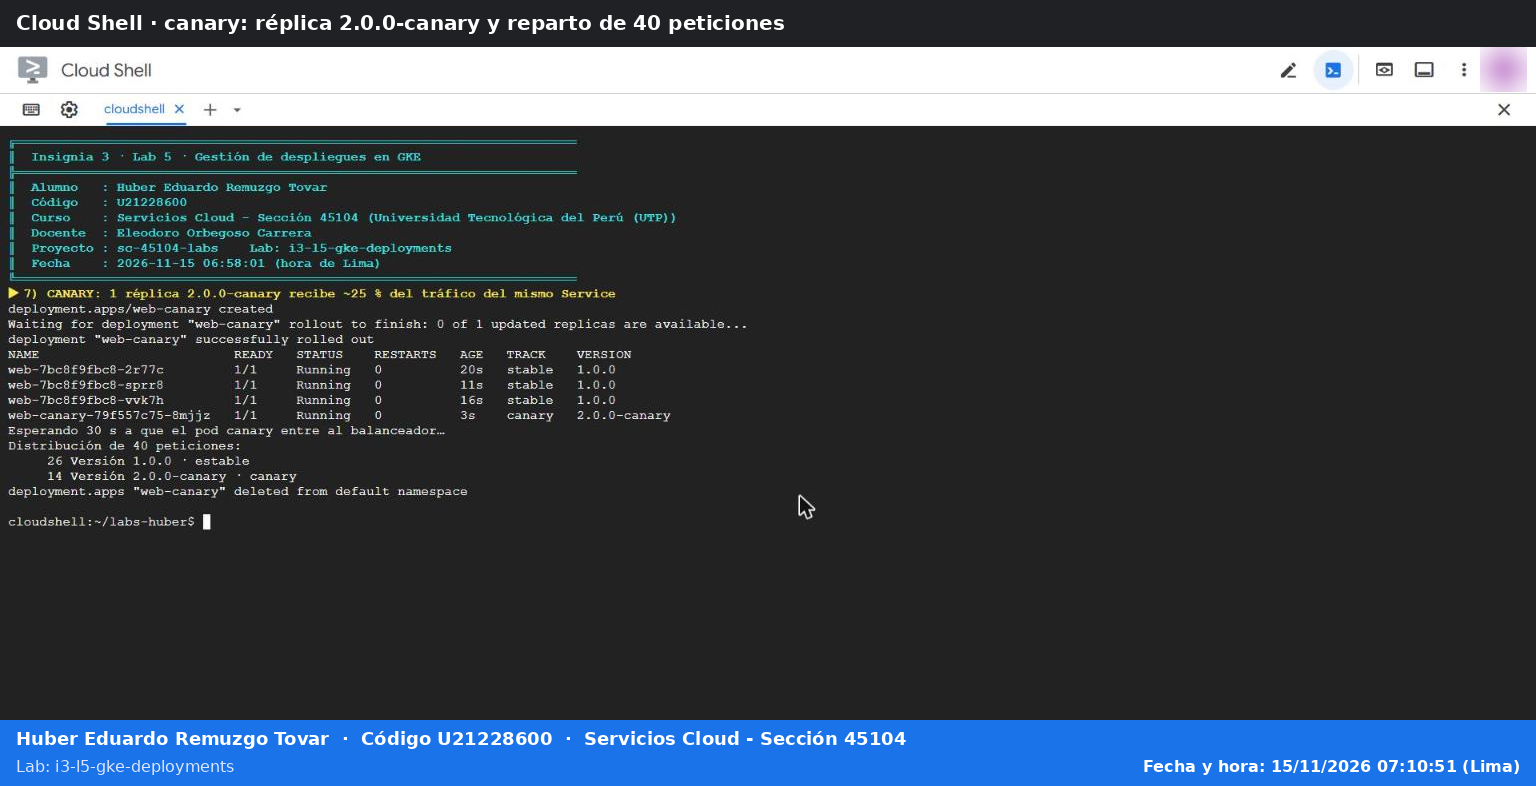 Cloud Shell · canary: réplica 2.0.0-canary y reparto de 40 peticiones
Cloud Shell
cloudshell
Insignia 3 · Lab 5 · Gestión de despliegues en GKE
Alumno : Huber Eduardo Remuzgo Tovar
Código : U21228600
Curso : Servicios Cloud - Sección 45104 (Universidad Tecnológica del Perú (UTP))
Docente : Eleodoro Orbegoso Carrera
Proyecto : sc-45104-labs Lab: i3-l5-gke-deployments
Fecha : 2026-11-15 06:58:01 (hora de Lima)
▶ 7) CANARY: 1 réplica 2.0.0-canary recibe ~25 % del tráfico del mismo Service
deployment.apps/web-canary created
Waiting for deployment "web-canary" rollout to finish: 0 of 1 updated replicas are available...
deployment "web-canary" successfully rolled out
NAME READY STATUS RESTARTS AGE TRACK VERSION
web-7bc8f9fbc8-2r77c 1/1 Running 0 20s stable 1.0.0
web-7bc8f9fbc8-sprr8 1/1 Running 0 11s stable 1.0.0
web-7bc8f9fbc8-vvk7h 1/1 Running 0 16s stable 1.0.0
web-canary-79f557c75-8mjjz 1/1 Running 0 3s canary 2.0.0-canary
Esperando 30 s a que el pod canary entre al balanceador…
Distribución de 40 peticiones:
26 Versión 1.0.0 · estable
14 Versión 2.0.0-canary · canary
deployment.apps "web-canary" deleted from default namespace
cloudshell:~/labs-huber$
Huber Eduardo Remuzgo Tovar · Código U21228600 · Servicios Cloud - Sección 45104
Lab: i3-l5-gke-deployments
Fecha y hora: 15/11/2026 07:10:51 (Lima)